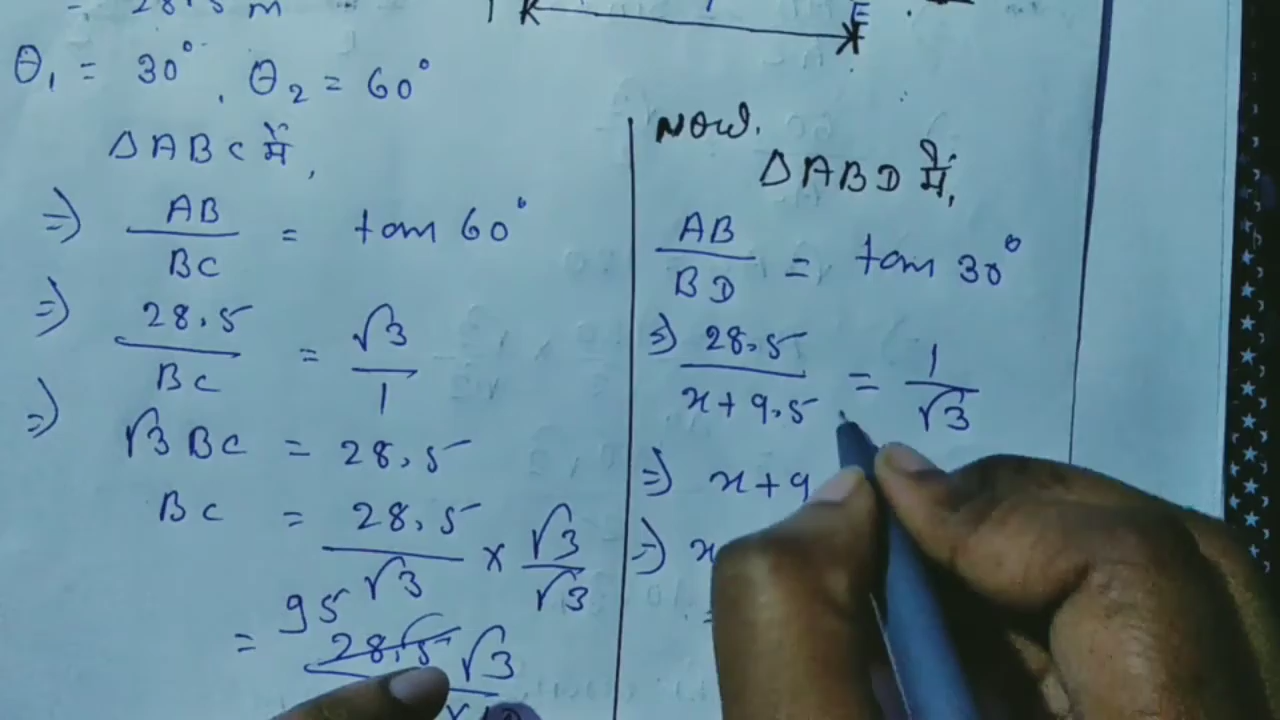 = 28.5 m
E
θ₁ = 30°, θ₂ = 60°
ΔABC में,
⇒ AB/BC = tan 60°
⇒ 28.5/BC = √3/1
⇒ √3 BC = 28.5
BC = 28.5/√3 × √3/√3
95
= 28.5 √3
Now.
ΔABD में,
AB/BD = tan 30°
⇒ 28.5/x+9.5 = 1/√3
⇒ x+9
⇒ x